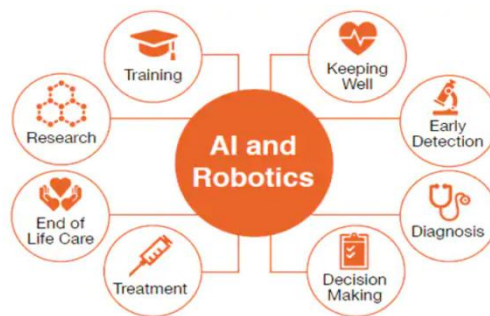 AI and
Robotics
Training
Keeping
Well
Research
Early
Detection
End of
Life Care
Diagnosis
Treatment
Decision
Making